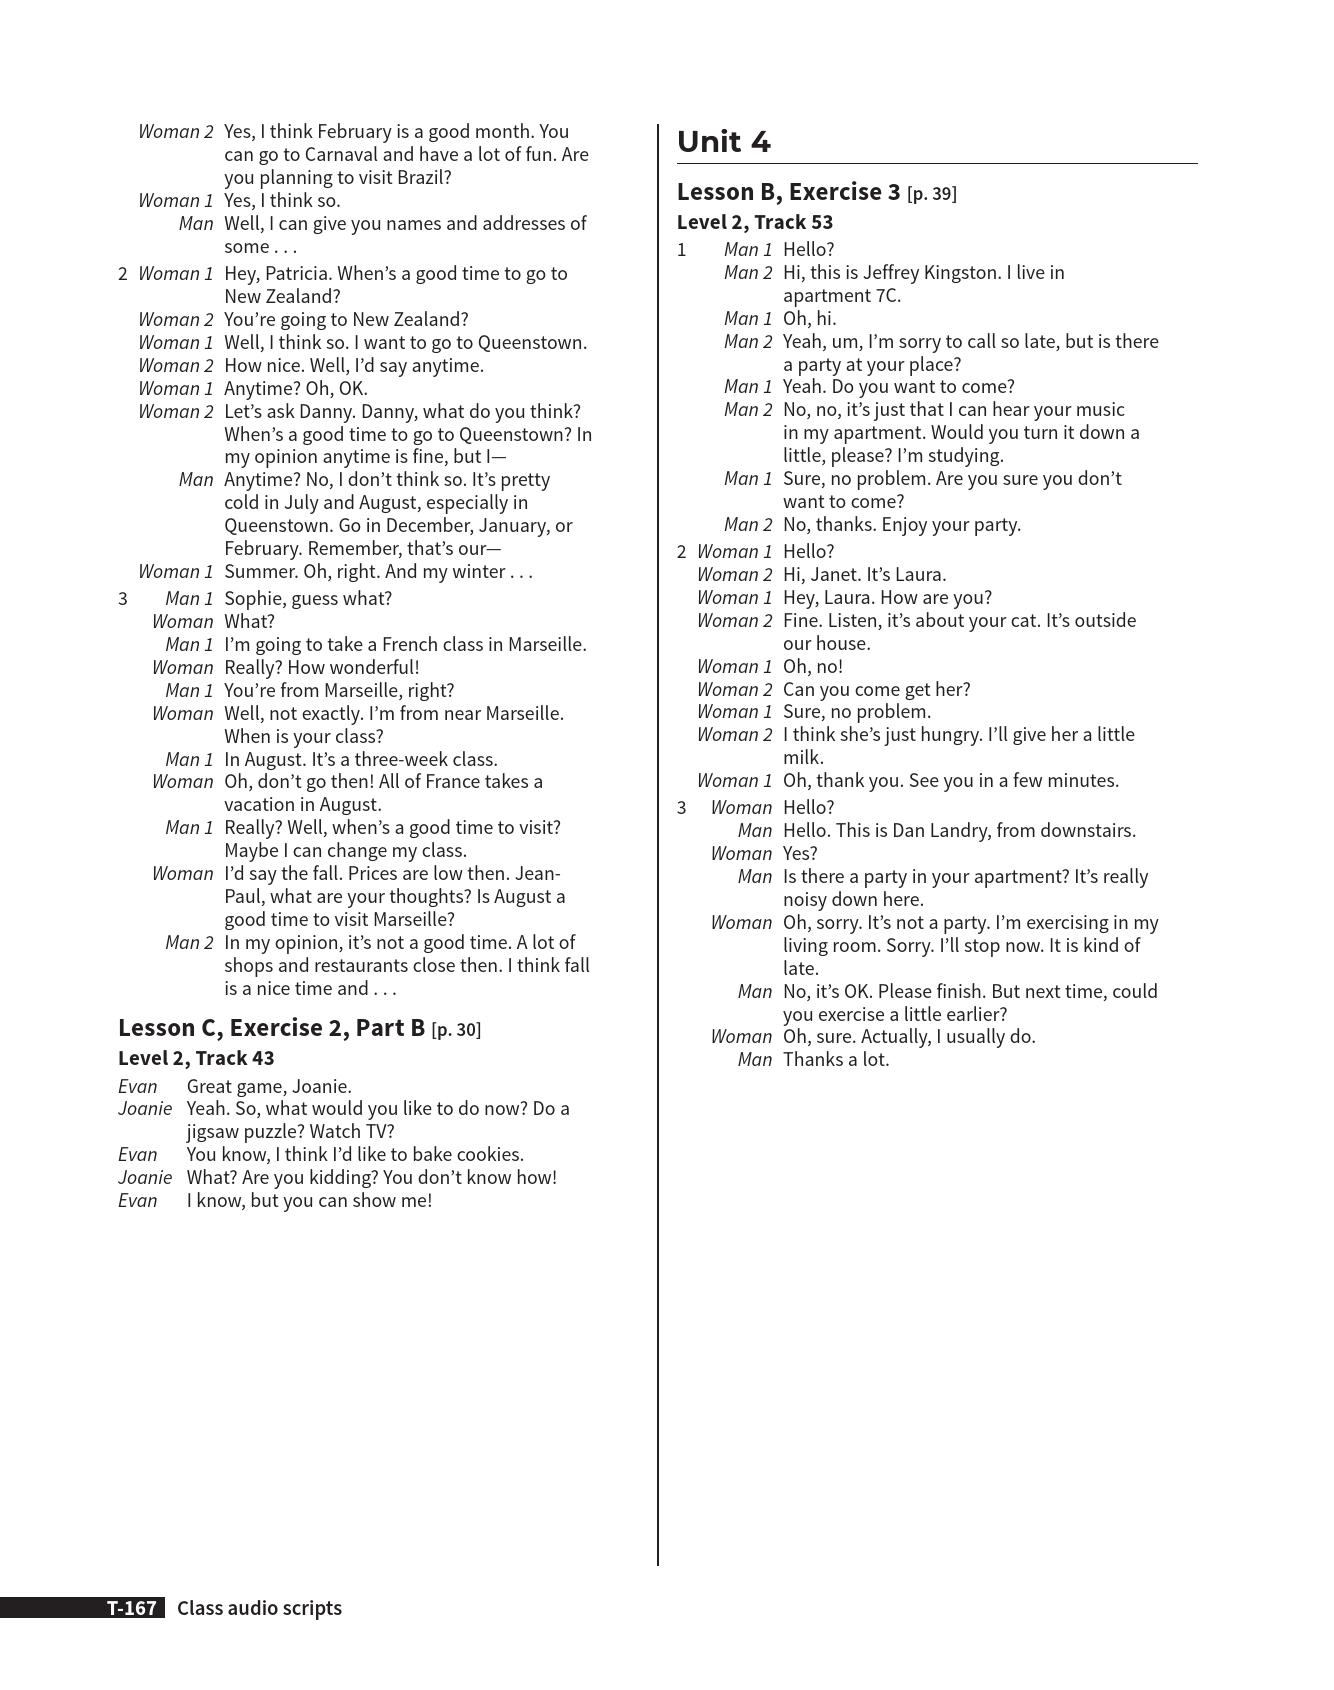 Woman 2 Yes, I think February is a good month. You
can go to Carnaval and have a lot of fun. Are
you planning to visit Brazil?
Woman 1 Yes, I think so.
Man Well, I can give you names and addresses of
some . . .
2 Woman 1 Hey, Patricia. When’s a good time to go to
New Zealand?
Woman 2 You’re going to New Zealand?
Woman 1 Well, I think so. I want to go to Queenstown.
Woman 2 How nice. Well, I’d say anytime.
Woman 1 Anytime? Oh, OK.
Woman 2 Let’s ask Danny. Danny, what do you think?
When’s a good time to go to Queenstown? In
my opinion anytime is fine, but I—
Man Anytime? No, I don’t think so. It’s pretty
cold in July and August, especially in
Queenstown. Go in December, January, or
February. Remember, that’s our—
Woman 1 Summer. Oh, right. And my winter . . .
3 Man 1 Sophie, guess what?
Woman What?
Man 1 I’m going to take a French class in Marseille.
Woman Really? How wonderful!
Man 1 You’re from Marseille, right?
Woman Well, not exactly. I’m from near Marseille.
When is your class?
Man 1 In August. It’s a three-week class.
Woman Oh, don’t go then! All of France takes a
vacation in August.
Man 1 Really? Well, when’s a good time to visit?
Maybe I can change my class.
Woman I’d say the fall. Prices are low then. Jean-
Paul, what are your thoughts? Is August a
good time to visit Marseille?
Man 2 In my opinion, it’s not a good time. A lot of
shops and restaurants close then. I think fall
is a nice time and . . .
Lesson C, Exercise 2, Part B [p. 30]
Level 2, Track 43
Evan Great game, Joanie.
Joanie Yeah. So, what would you like to do now? Do a
jigsaw puzzle? Watch TV?
Evan You know, I think I’d like to bake cookies.
Joanie What? Are you kidding? You don’t know how!
Evan I know, but you can show me!
Unit 4
Lesson B, Exercise 3 [p. 39]
Level 2, Track 53
1 Man 1 Hello?
Man 2 Hi, this is Jeffrey Kingston. I live in
apartment 7C.
Man 1 Oh, hi.
Man 2 Yeah, um, I’m sorry to call so late, but is there
a party at your place?
Man 1 Yeah. Do you want to come?
Man 2 No, no, it’s just that I can hear your music
in my apartment. Would you turn it down a
little, please? I’m studying.
Man 1 Sure, no problem. Are you sure you don’t
want to come?
Man 2 No, thanks. Enjoy your party.
2 Woman 1 Hello?
Woman 2 Hi, Janet. It’s Laura.
Woman 1 Hey, Laura. How are you?
Woman 2 Fine. Listen, it’s about your cat. It’s outside
our house.
Woman 1 Oh, no!
Woman 2 Can you come get her?
Woman 1 Sure, no problem.
Woman 2 I think she’s just hungry. I’ll give her a little
milk.
Woman 1 Oh, thank you. See you in a few minutes.
3 Woman Hello?
Man Hello. This is Dan Landry, from downstairs.
Woman Yes?
Man Is there a party in your apartment? It’s really
noisy down here.
Woman Oh, sorry. It’s not a party. I’m exercising in my
living room. Sorry. I’ll stop now. It is kind of
late.
Man No, it’s OK. Please finish. But next time, could
you exercise a little earlier?
Woman Oh, sure. Actually, I usually do.
Man Thanks a lot.
T-167 Class audio scripts